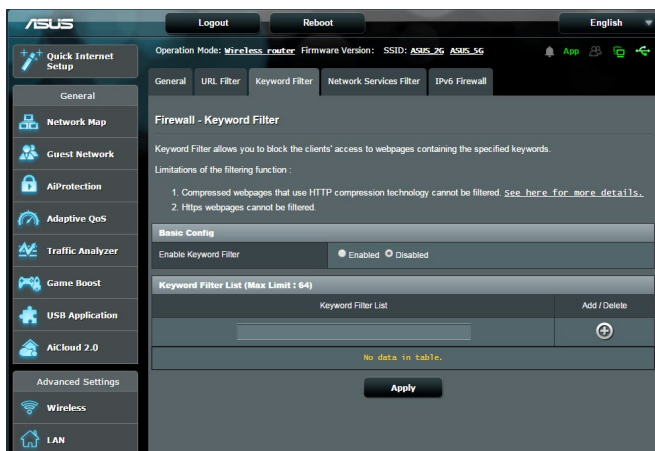 ASUS
Logout
Reboot
English
Quick Internet Setup
Operation Mode: Wireless router Firmware Version: SSID: ASUS_2G ASUS_5G
App
General
URL Filter
Keyword Filter
Network Services Filter
IPv6 Firewall
General
Network Map
Guest Network
AiProtection
Adaptive QoS
Traffic Analyzer
Game Boost
USB Application
AiCloud 2.0
Advanced Settings
Wireless
LAN
Firewall - Keyword Filter
Keyword Filter allows you to block the clients' access to webpages containing the specified keywords.
Limitations of the filtering function :
1. Compressed webpages that use HTTP compression technology cannot be filtered. See here for more details.
2. Https webpages cannot be filtered.
Basic Config
Enable Keyword Filter
Enabled Disabled
Keyword Filter List (Max Limit : 64)
Keyword Filter List
Add / Delete
No data in table.
Apply